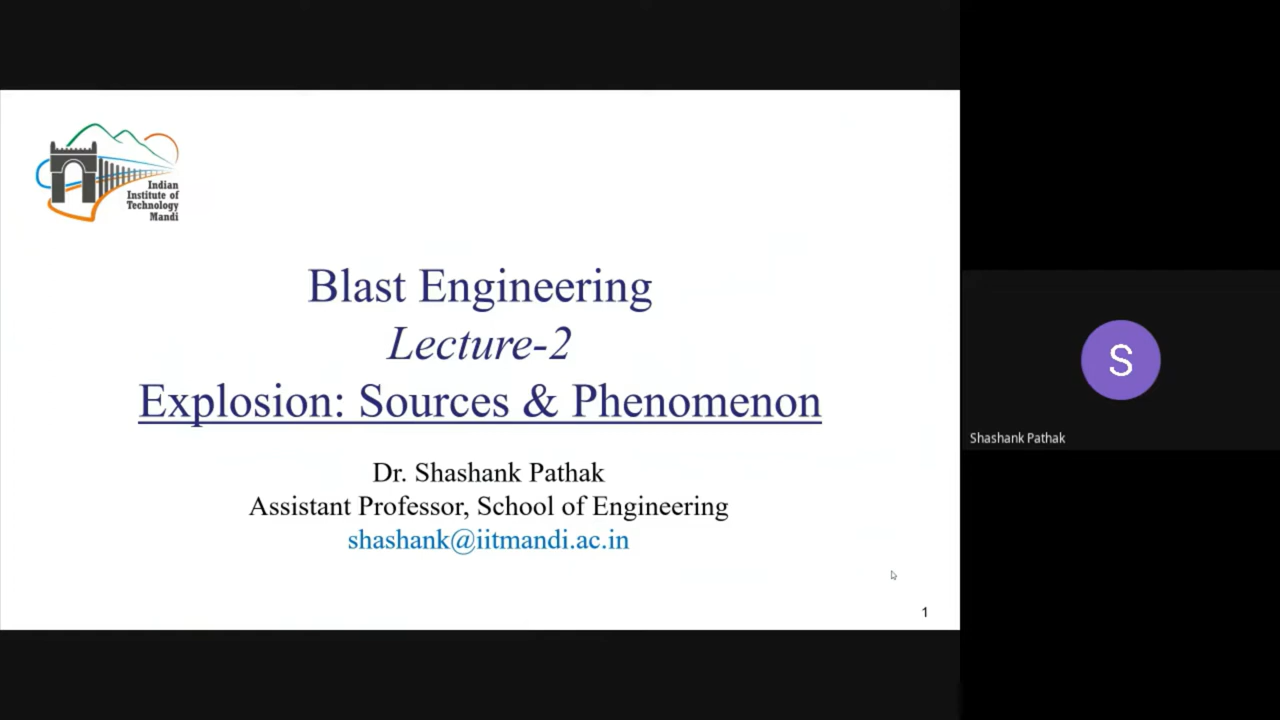 Indian
Institute of
Technology
Mandi
Blast Engineering
Lecture-2
Explosion: Sources & Phenomenon
Dr. Shashank Pathak
Assistant Professor, School of Engineering
shashank@iitmandi.ac.in
1
S
Shashank Pathak